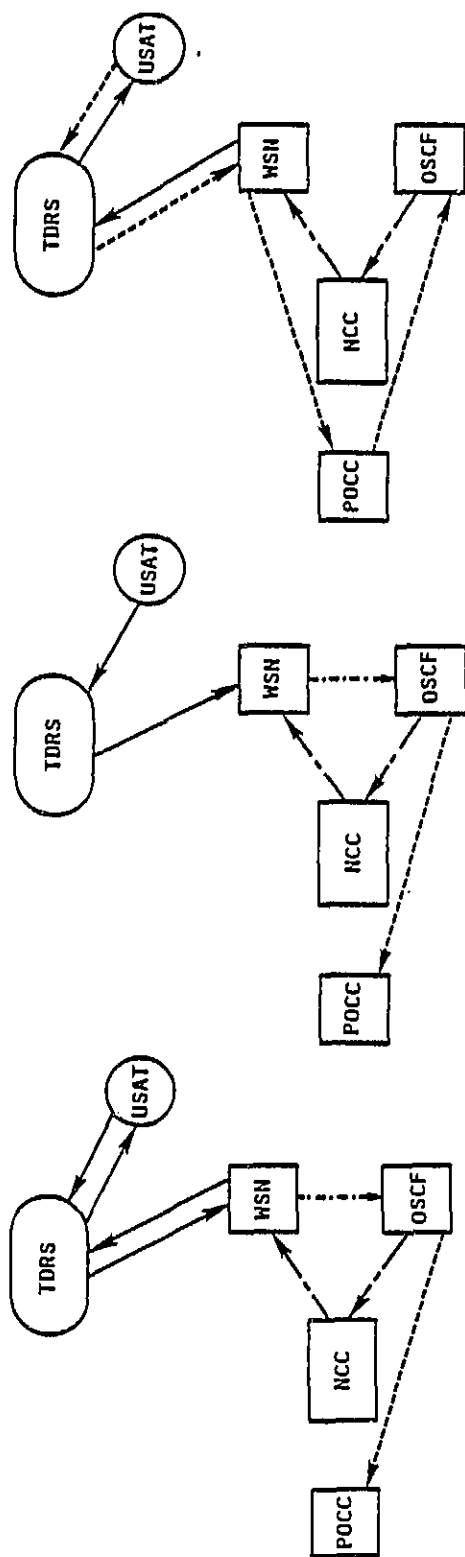 TDRS
USAT
WSN
POCC
NCC
OSCF
TDRS
USAT
WSN
POCC
NCC
OSCF
TDRS
USAT
WSN
POCC
NCC
OSCF